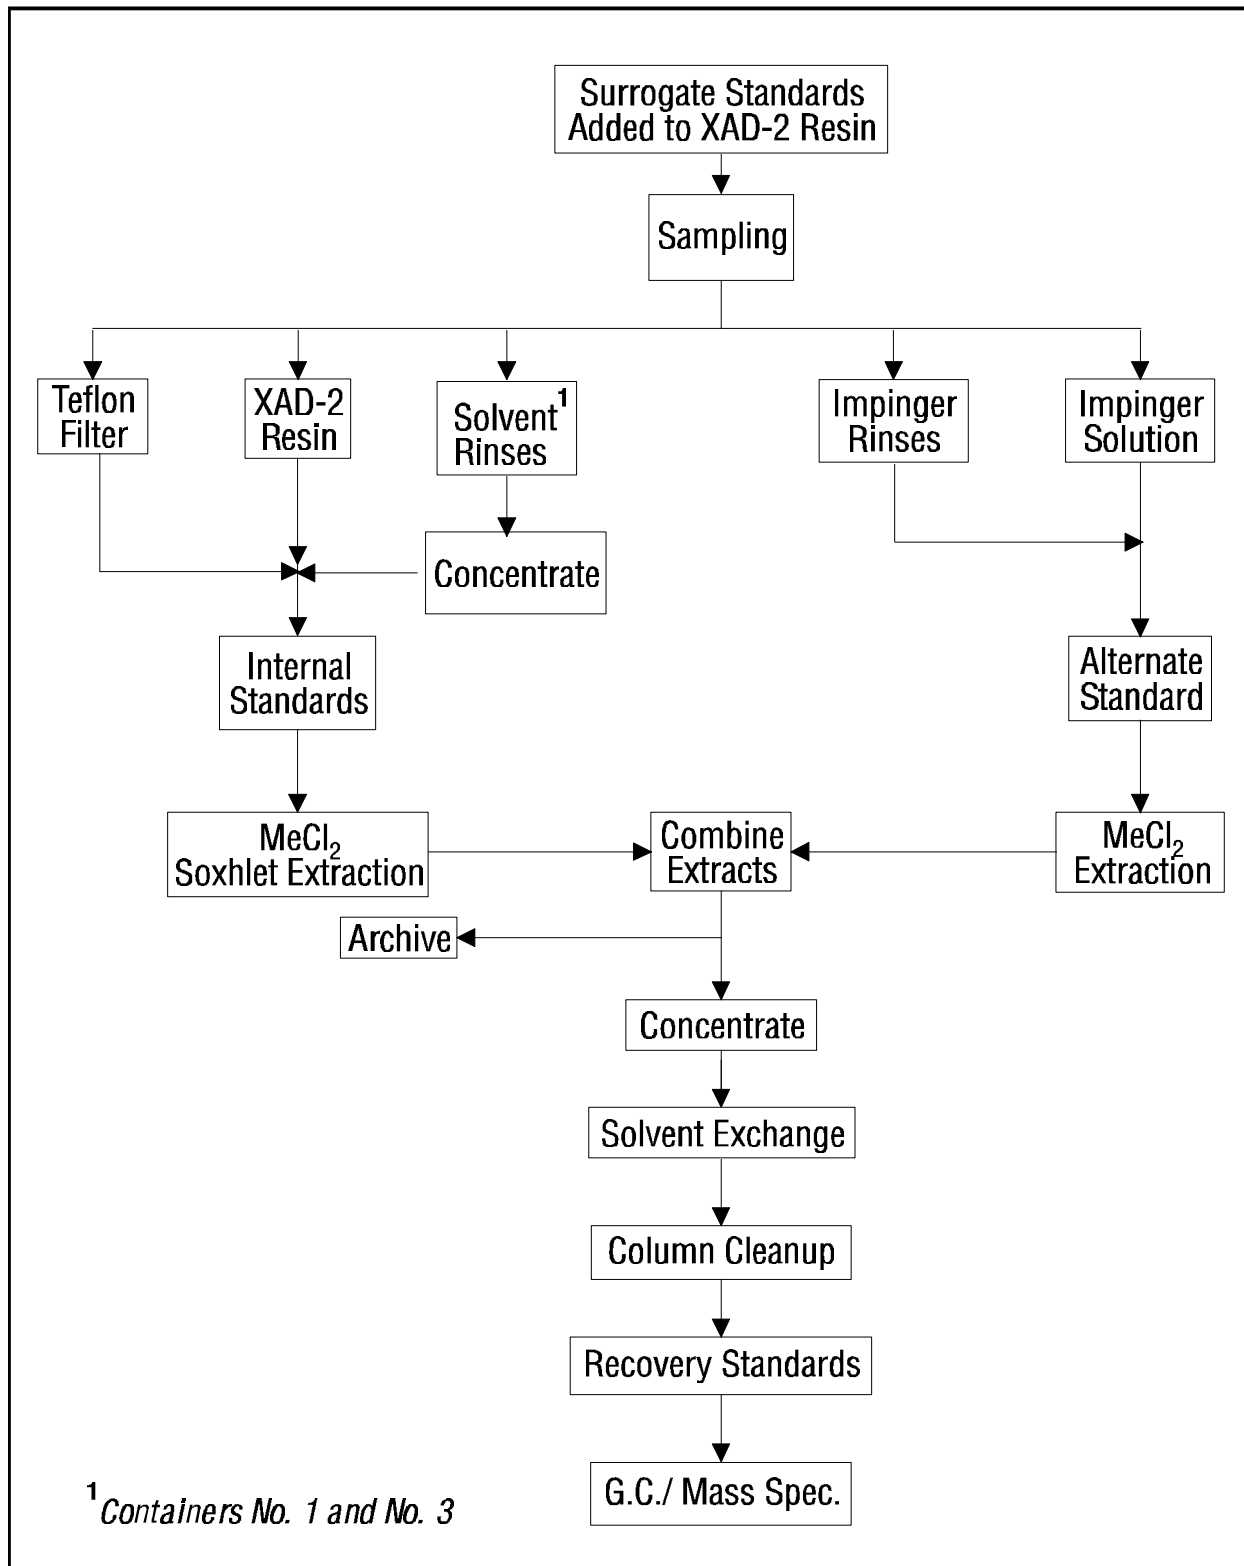 Surrogate Standards
Added to XAD-2 Resin
Sampling
Teflon
Filter
XAD-2
Resin
Solvent¹
Rinses
Impinger
Rinses
Impinger
Solution
Concentrate
Internal
Standards
Alternate
Standard
MeCl₂
Soxhlet Extraction
Combine
Extracts
MeCl₂
Extraction
Archive
Concentrate
Solvent Exchange
Column Cleanup
Recovery Standards
G.C./ Mass Spec.
¹Containers No. 1 and No. 3